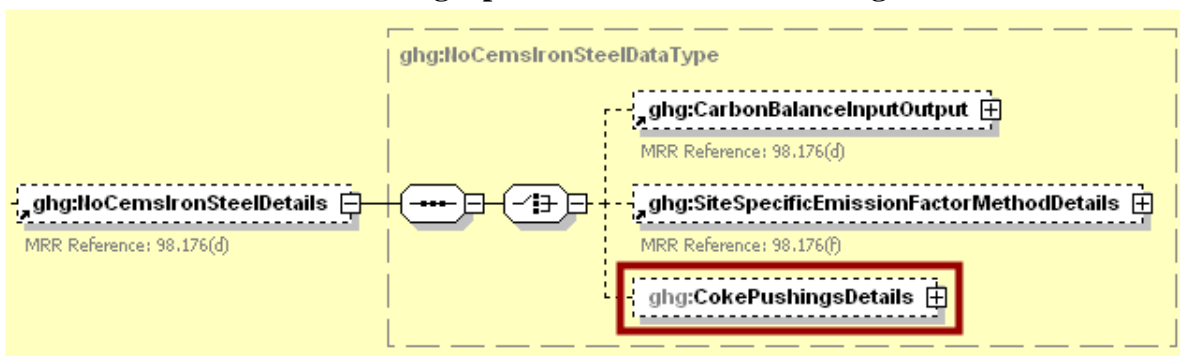 ghg:NoCemsIronSteelDataType
ghg:CarbonBalanceInputOutput
MRR Reference: 98.176(d)
ghg:NoCemsIronSteelDetails
MRR Reference: 98.176(d)
ghg:SiteSpecificEmissionFactorMethodDetails
MRR Reference: 98.176(f)
ghg:CokePushingsDetails